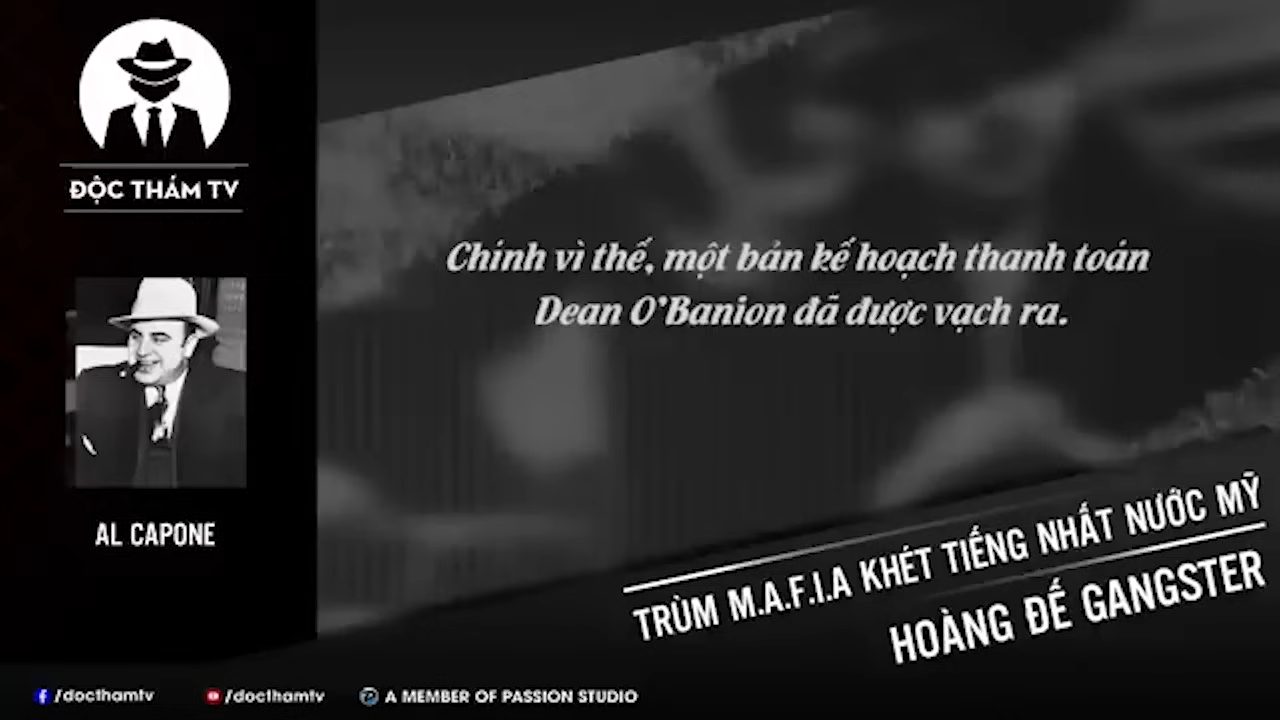 ĐỘC THÁM TV
AL CAPONE
Chính vì thế, một bản kế hoạch thanh toán
Dean O'Banion đã được vạch ra.
TRÙM M.A.F.I.A KHÉT TIẾNG NHẤT NƯỚC MỸ
HOÀNG ĐẾ GANGSTER
/docthamtv
/docthamtv
A MEMBER OF PASSION STUDIO